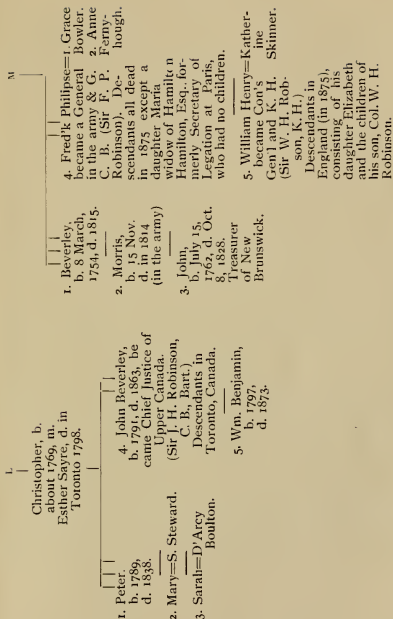 L
Christopher, b.
about 1769, m.
Esther Sayre, d. in
Toronto 1798.
1. Peter.
b. 1789,
d. 1838.
2. Mary=S. Steward.
3. Sarah=D'Arcy
Boulton.
4. John Beverley,
b. 1791, d. 1863, be
came Chief Justice of
Upper Canada.
(Sir J. H. Robinson,
C. B., Bart.)
Descendants in
Toronto, Canada.
5. Wm. Benjamin,
b. 1797,
d. 1873.
M
1. Beverley,
b. 8 March,
1754, d. 1815.
2. Morris,
b. 15 Nov.
d. in 1814
(in the army)
3. John,
b. July 15,
1762, d. Oct.
8, 1828.
Treasurer
of New
Brunswick.
4. Fred'k Philipse=1. Grace
became a General Bowler.
in the army & G. 2. Anne
C. B. (Sir F. P. Ferny-
Robinson). De- hough.
scendants all dead
in 1875 except a
daughter Maria
widow of Hamilton
Hamilton, Esq. for-
merly Secretary of
Legation at Paris,
who had no children.
5. William Henry=Kather-
became Com's ine
Gen'l and K. H. Skinner.
(Sir W. H. Rob-
son, K. H.)
Descendants in
England (in 1875),
consisting of his
daughter Elizabeth
and the children of
his son, Col. W. H.
Robinson.